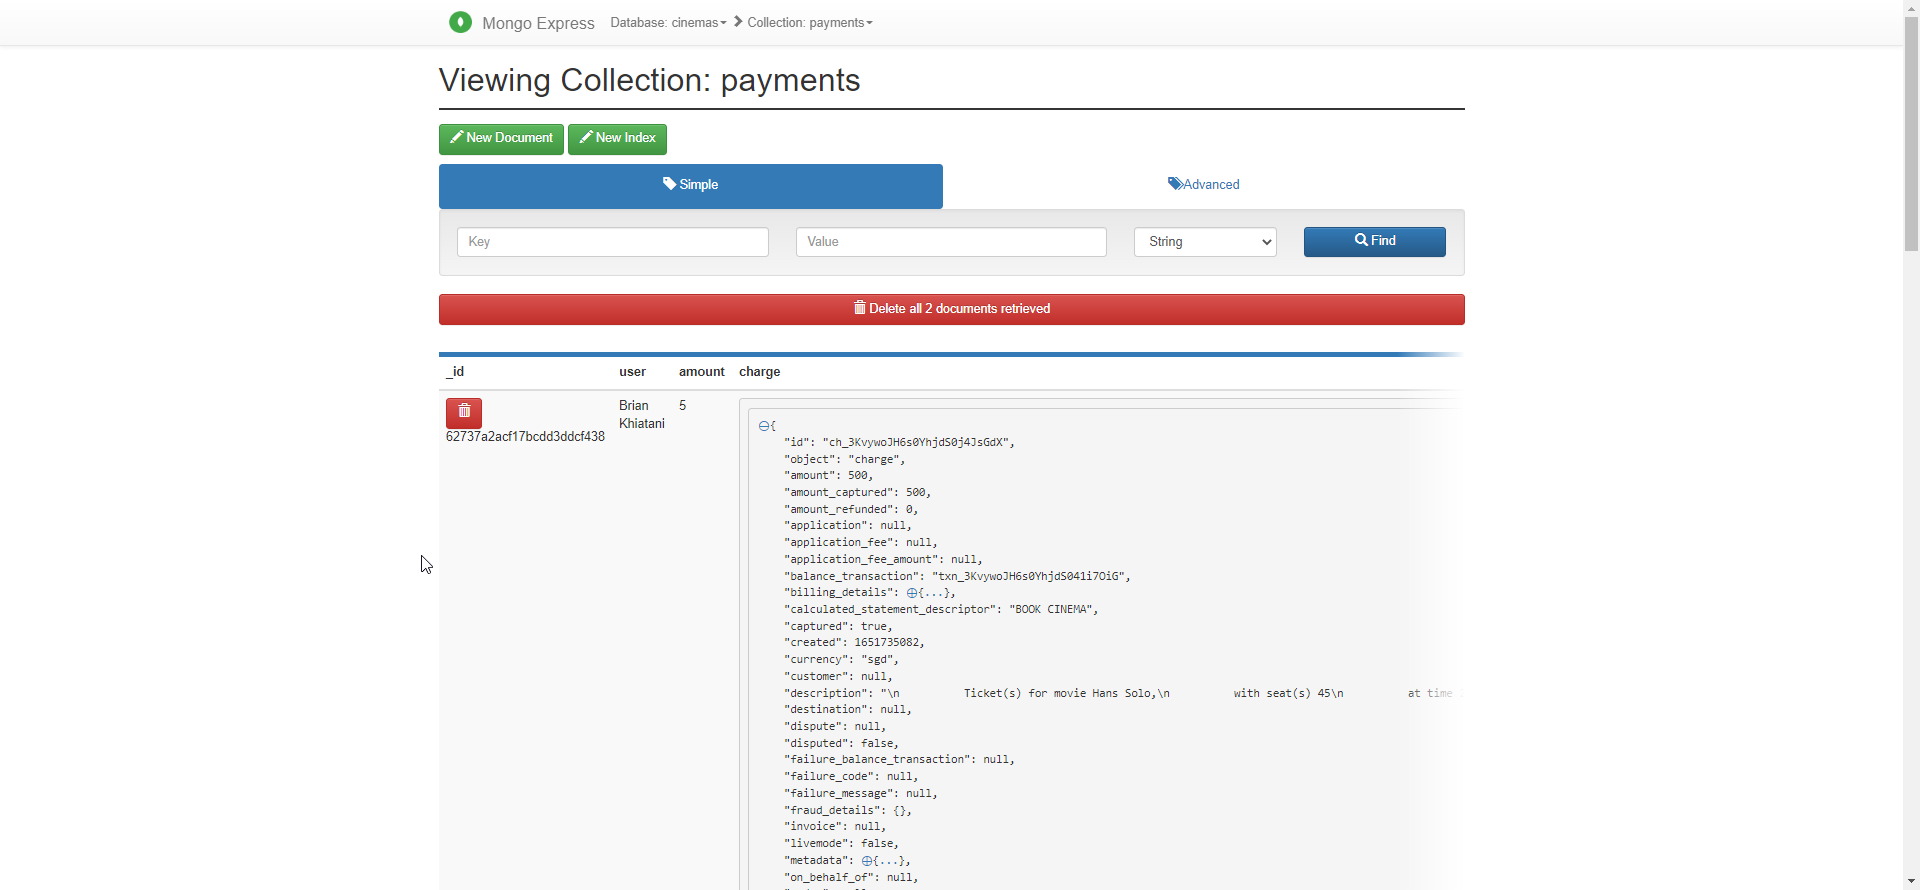 Mongo Express Database: cinemas Collection: payments
Viewing Collection: payments
New Document New Index
Simple Advanced
Key Value String Find
Delete all 2 documents retrieved
_id user amount charge
62737a2acf17bcdd3ddcf438
Brian
Khiatani
5
{
"id": "ch_3KvywoJH6s0YhjdS0j4JsGdX",
"object": "charge",
"amount": 500,
"amount_captured": 500,
"amount_refunded": 0,
"application": null,
"application_fee": null,
"application_fee_amount": null,
"balance_transaction": "txn_3KvywoJH6s0YhjdS041i7OiG",
"billing_details": {...},
"calculated_statement_descriptor": "BOOK CINEMA",
"captured": true,
"created": 1651735082,
"currency": "sgd",
"customer": null,
"description": "\n Ticket(s) for movie Hans Solo,\n with seat(s) 45\n at time
"destination": null,
"dispute": null,
"disputed": false,
"failure_balance_transaction": null,
"failure_code": null,
"failure_message": null,
"fraud_details": {},
"invoice": null,
"livemode": false,
"metadata": {...},
"on_behalf_of": null,